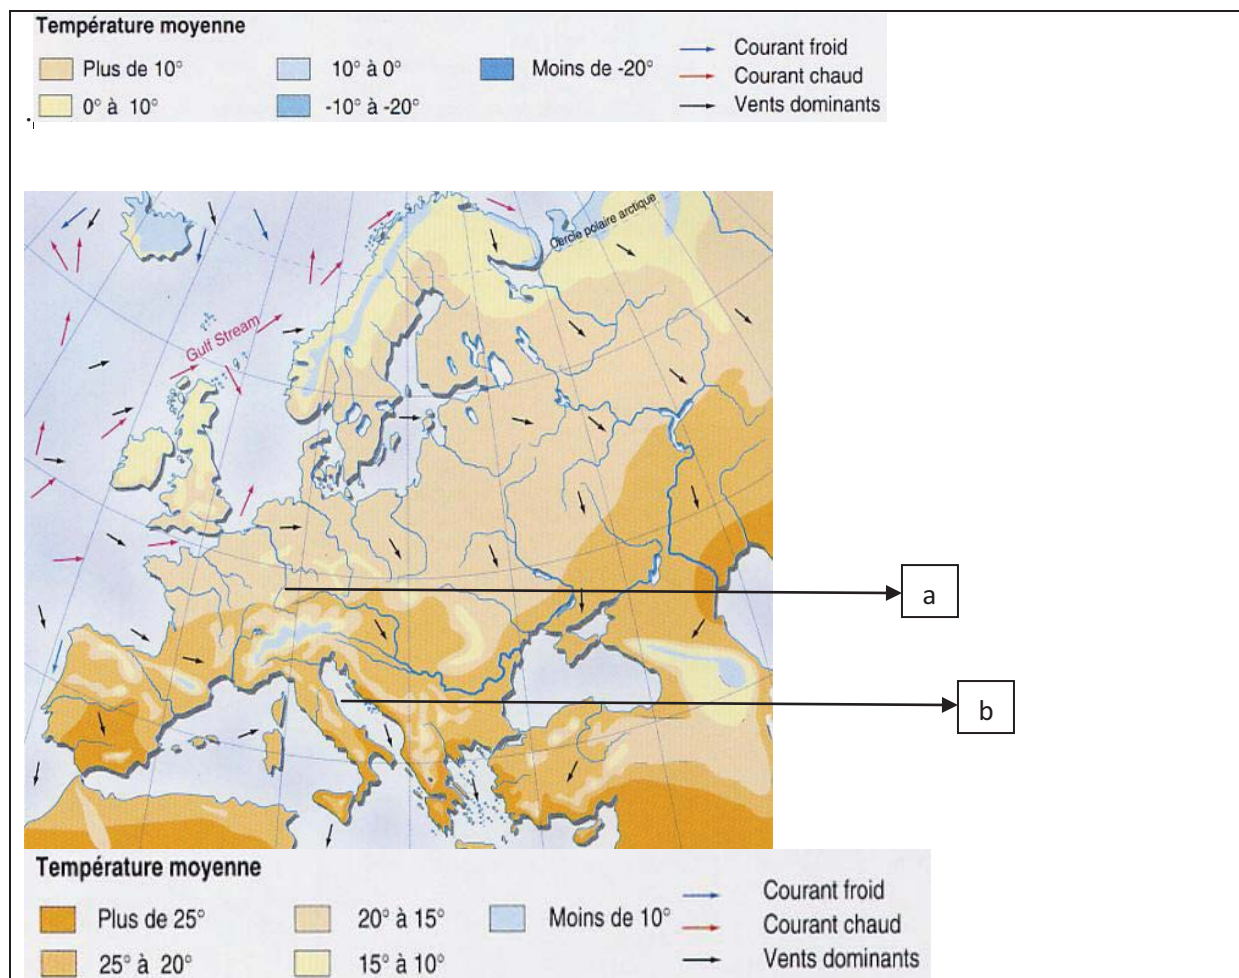 Température moyenne
Plus de 10° 10° à 0° Moins de -20° Courant froid
Courant chaud
0° à 10° -10° à -20° Vents dominants
Cercle polaire arctique
Gulf Stream
a
b
Température moyenne
Plus de 25° 20° à 15° Moins de 10° Courant froid
Courant chaud
25° à 20° 15° à 10° Vents dominants